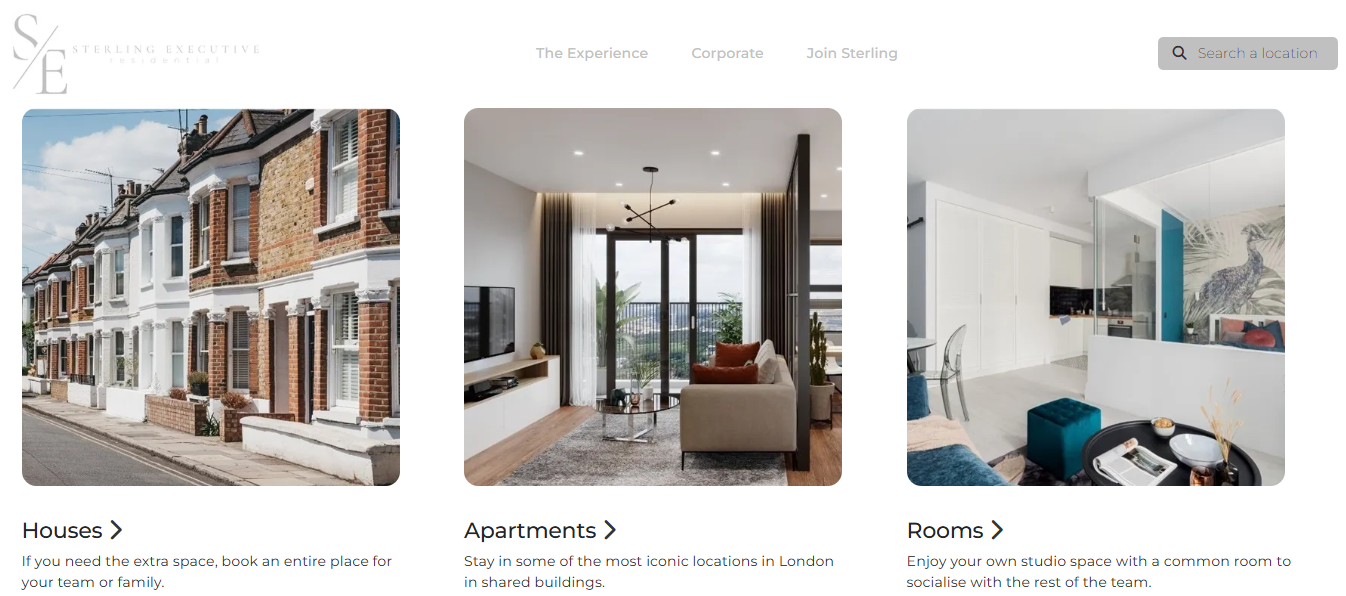 S/E
STERLING EXECUTIVE
residential
The Experience
Corporate
Join Sterling
Search a location
Houses
If you need the extra space, book an entire place for
your team or family.
Apartments
Stay in some of the most iconic locations in London
in shared buildings.
Rooms
Enjoy your own studio space with a common room to
socialise with the rest of the team.